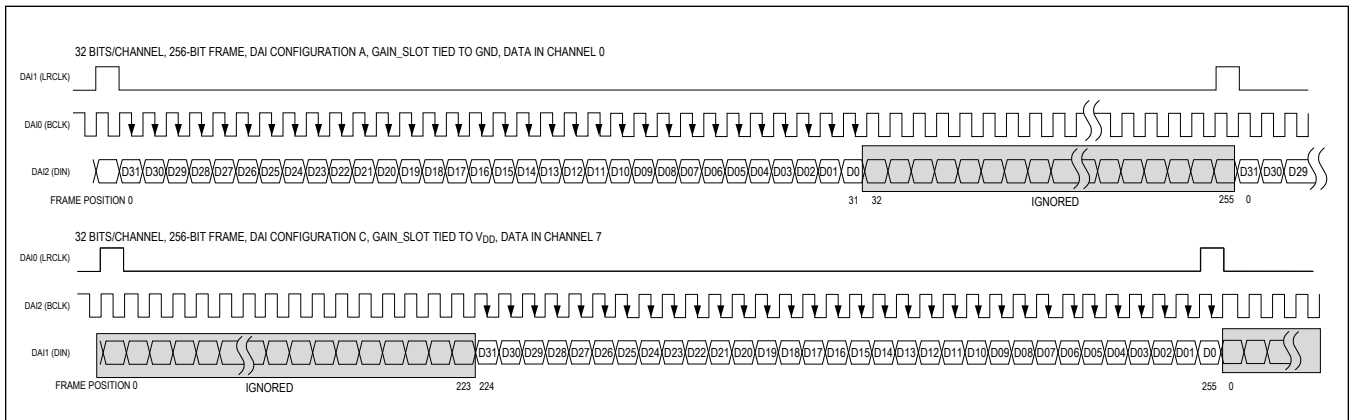 32 BITS/CHANNEL, 256-BIT FRAME, DAI CONFIGURATION A, GAIN_SLOT TIED TO GND, DATA IN CHANNEL 0
DAI1 (LRCLK)
DAI0 (BCLK)
DAI2 (DIN) D31 D30 D29 D28 D27 D26 D25 D24 D23 D22 D21 D20 D19 D18 D17 D16 D15 D14 D13 D12 D11 D10 D09 D08 D07 D06 D05 D04 D03 D02 D01 D0 D31 D30 D29
FRAME POSITION 0 31 32 IGNORED 255 0
32 BITS/CHANNEL, 256-BIT FRAME, DAI CONFIGURATION C, GAIN_SLOT TIED TO VDD, DATA IN CHANNEL 7
DAI0 (LRCLK)
DAI2 (BCLK)
DAI1 (DIN) D31 D30 D29 D28 D27 D26 D25 D24 D23 D22 D21 D20 D19 D18 D17 D16 D15 D14 D13 D12 D11 D10 D09 D08 D07 D06 D05 D04 D03 D02 D01 D0
FRAME POSITION 0 IGNORED 223 224 255 0